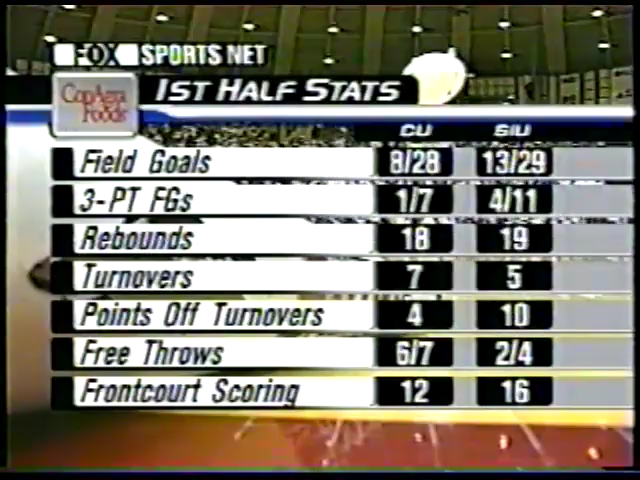 FOX SPORTS NET
ConAgra Foods
1ST HALF STATS
CU SIU
Field Goals 8/28 13/29
3-PT FGs 1/7 4/11
Rebounds 18 19
Turnovers 7 5
Points Off Turnovers 4 10
Free Throws 6/7 2/4
Frontcourt Scoring 12 16